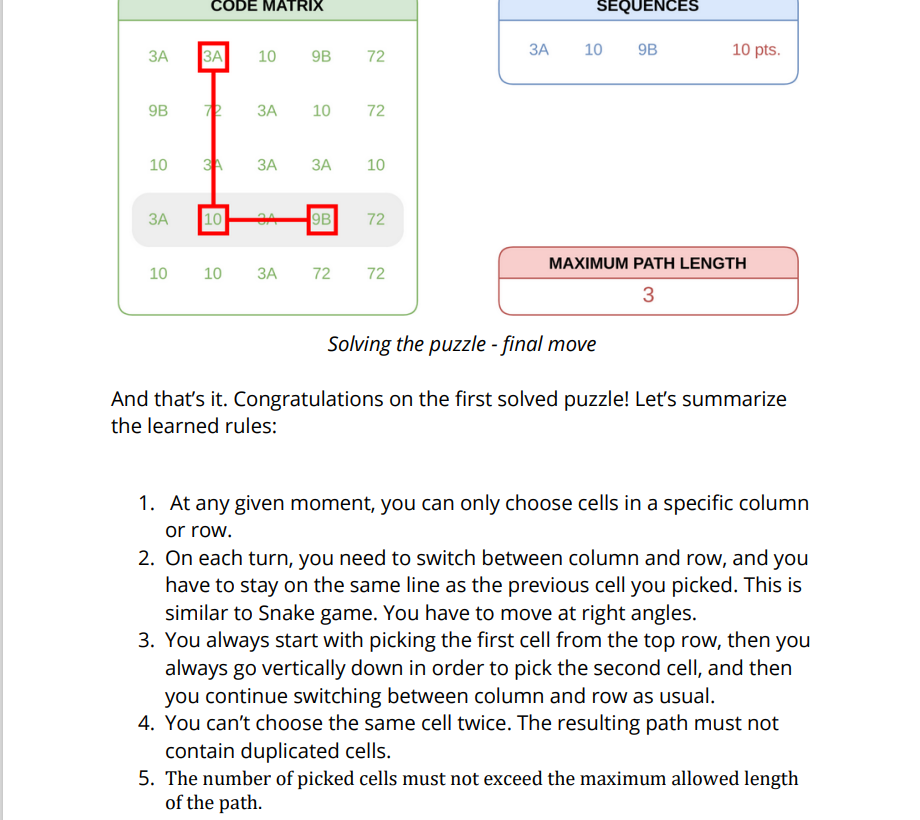 CODE MATRIX
SEQUENCES
3A 3A 10 9B 72
3A 10 9B 10 pts.
9B 72 3A 10 72
10 3A 3A 3A 10
3A 10 3A 9B 72
10 10 3A 72 72
MAXIMUM PATH LENGTH
3
Solving the puzzle - final move
And that’s it. Congratulations on the first solved puzzle! Let’s summarize
the learned rules:
1. At any given moment, you can only choose cells in a specific column
or row.
2. On each turn, you need to switch between column and row, and you
have to stay on the same line as the previous cell you picked. This is
similar to Snake game. You have to move at right angles.
3. You always start with picking the first cell from the top row, then you
always go vertically down in order to pick the second cell, and then
you continue switching between column and row as usual.
4. You can’t choose the same cell twice. The resulting path must not
contain duplicated cells.
5. The number of picked cells must not exceed the maximum allowed length
of the path.